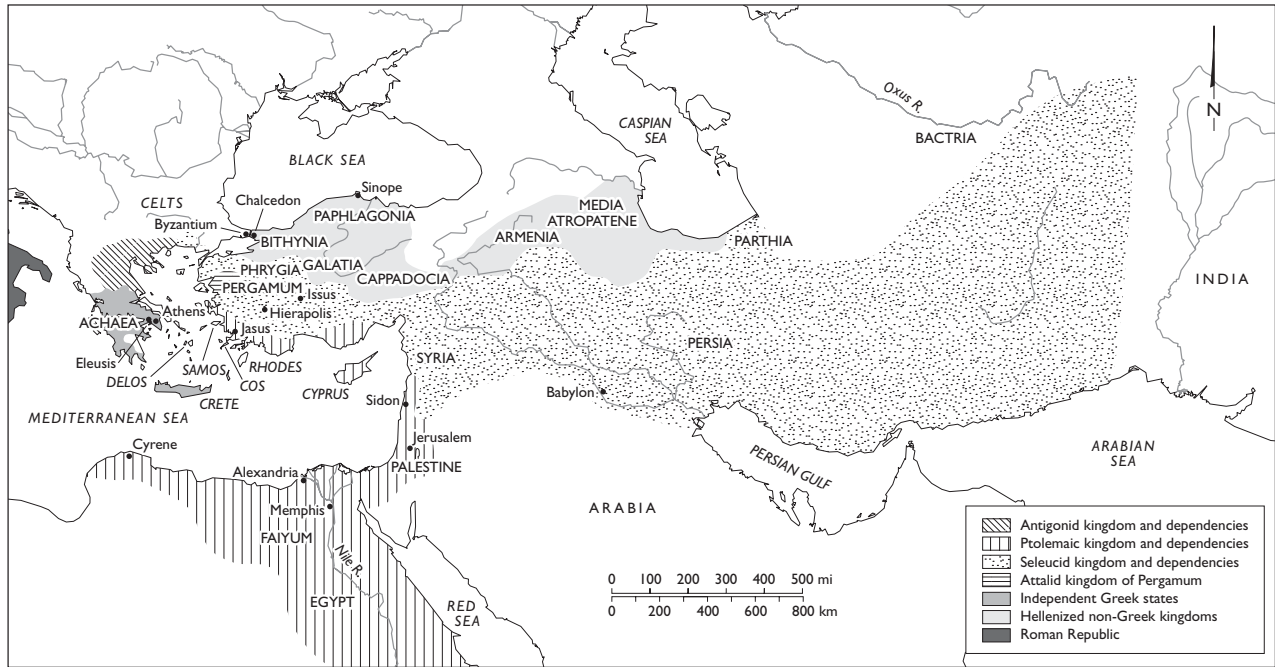 Oxus R.
N
CASPIAN
SEA
BACTRIA
BLACK SEA
Sinope
CELTS
Chalcedon
Byzantium
PAPHLAGONIA
MEDIA
ATROPATENE
BITHYNIA
ARMENIA
PARTHIA
GALATIA
PHRYGIA
CAPPADOCIA
INDIA
PERGAMUM
Issus
Hierapolis
Athens
ACHAEA
Jasus
PERSIA
SYRIA
Eleusis
RHODES
SAMOS
DELOS
COS
CYPRUS
Babylon
CRETE
Sidon
MEDITERRANEAN SEA
Jerusalem
Cyrene
PALESTINE
ARABIAN
SEA
PERSIAN GULF
Alexandria
ARABIA
Memphis
FAIYUM
Nile R.
EGYPT
RED
SEA
0 100 200 300 400 500 mi
0 200 400 600 800 km
Antigonid kingdom and dependencies
Ptolemaic kingdom and dependencies
Seleucid kingdom and dependencies
Attalid kingdom of Pergamum
Independent Greek states
Hellenized non-Greek kingdoms
Roman Republic